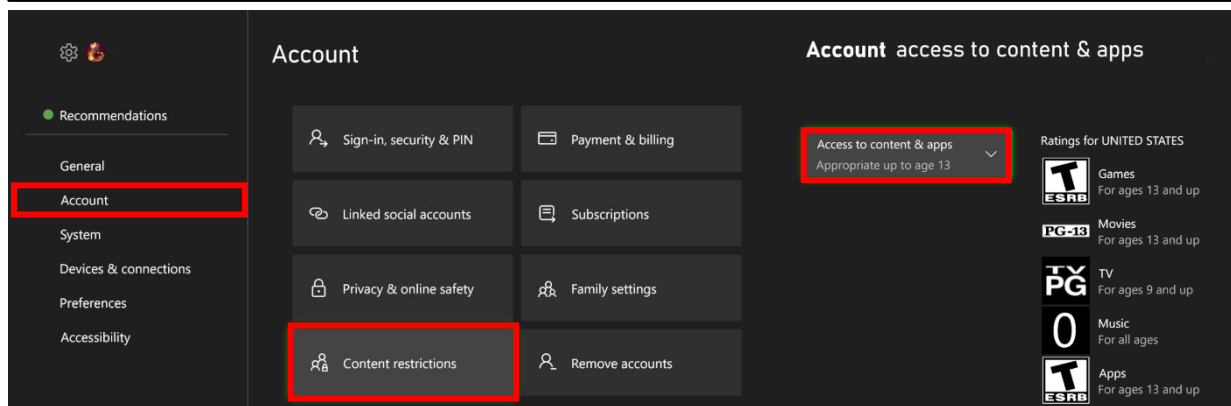 Recommendations
General
Account
System
Devices & connections
Preferences
Accessibility
Account
Sign-in, security & PIN
Payment & billing
Linked social accounts
Subscriptions
Privacy & online safety
Family settings
Content restrictions
Remove accounts
Account access to content & apps
Access to content & apps
Appropriate up to age 13
Ratings for UNITED STATES
T
ESRB
Games
For ages 13 and up
PG-13
Movies
For ages 13 and up
TV
PG
TV
For ages 9 and up
0
Music
For all ages
T
ESRB
Apps
For ages 13 and up